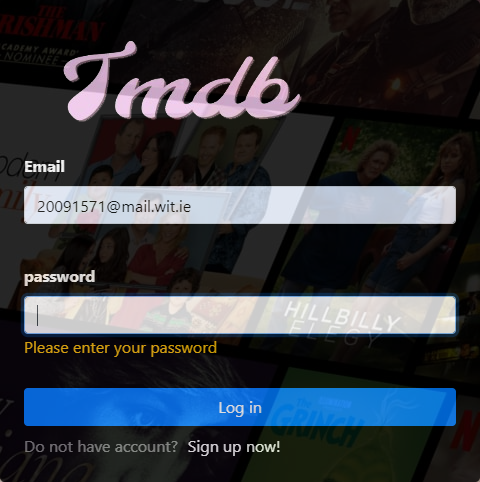 THE
IRISHMAN
ACADEMY AWARD
NOMINEE
Tmdb
Email
20091571@mail.wit.ie
password
HILLBILLY
ELEGY
Please enter your password
Log in
THE
GRINCH
Do not have account? Sign up now!